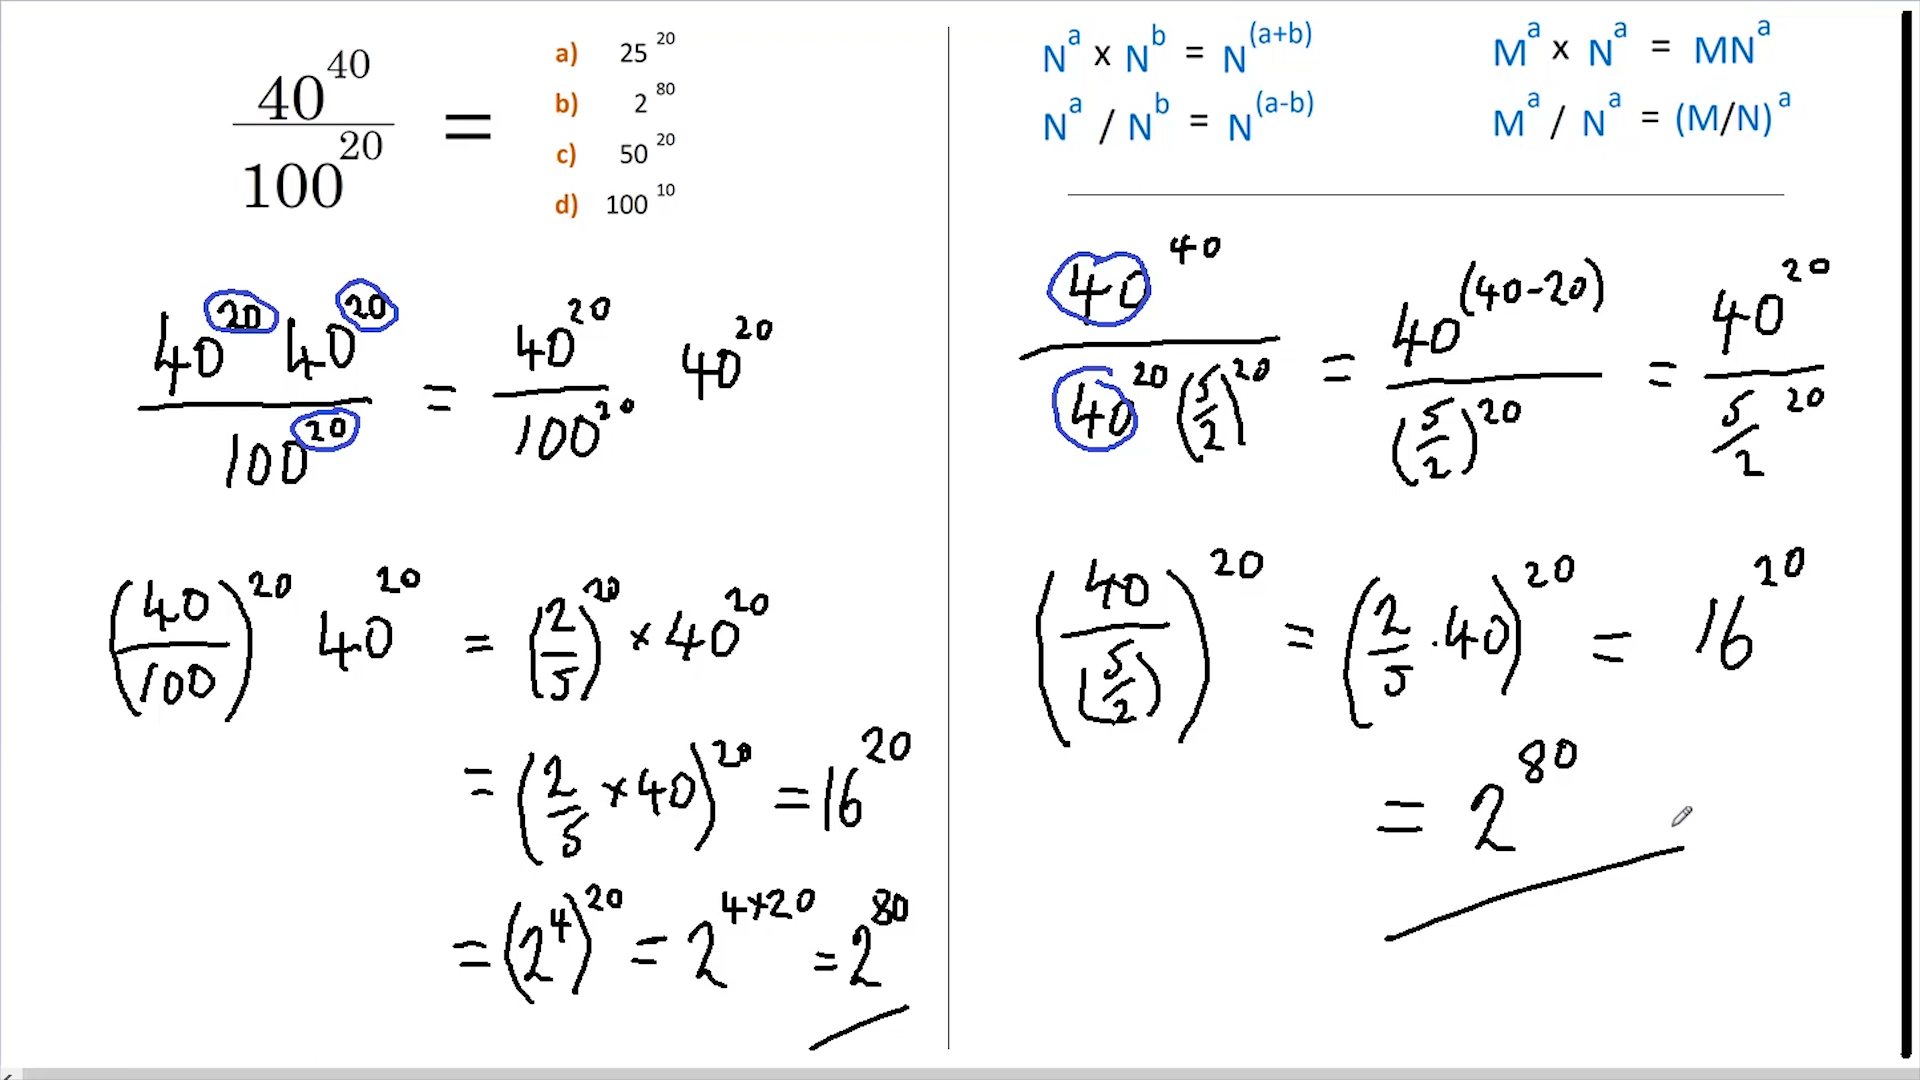 40^40 / 100^20 =
a) 25^20
b) 2^80
c) 50^20
d) 100^10
40^20 40^20 / 100^20 = 40^20 / 100^20 40^20
(40/100)^20 40^20 = (2/5)^20 × 40^20
= (2/5 × 40)^20 = 16^20
= (2^4)^20 = 2^4×20 = 2^80
N^a x N^b = N^(a+b)
M^a x N^a = MN^a
N^a / N^b = N^(a-b)
M^a / N^a = (M/N)^a
40^40 / 40^20 (5/2)^20 = 40^(40-20) / (5/2)^20 = 40^20 / 5/2^20
(40 / (5/2))^20 = (2/5 . 40)^20 = 16^20
= 2^80